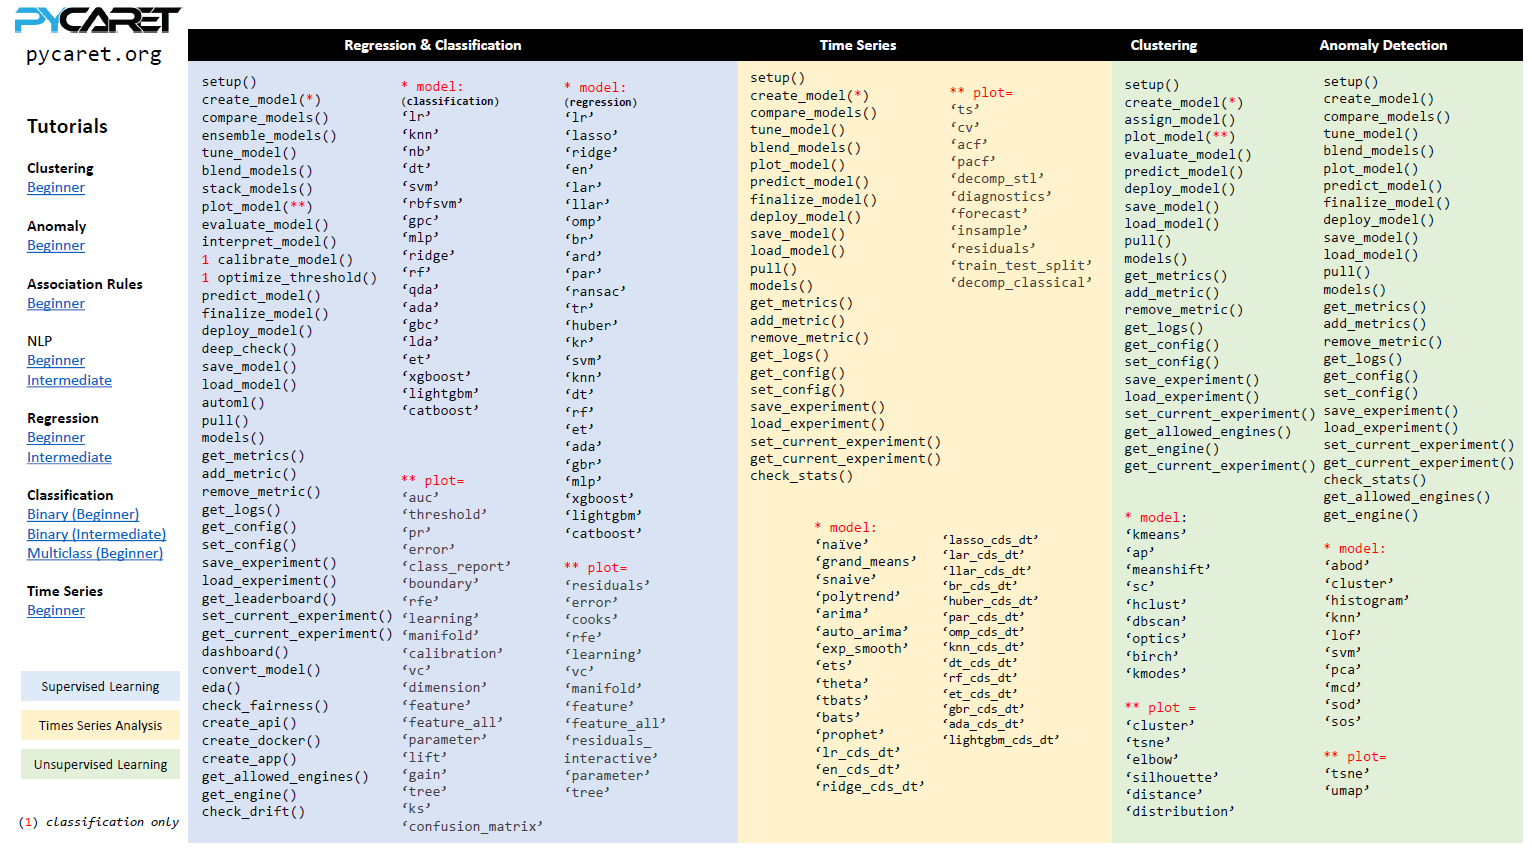 PYCARET
pycaret.org
Tutorials
Clustering
Beginner
Anomaly
Beginner
Association Rules
Beginner
NLP
Beginner
Intermediate
Regression
Beginner
Intermediate
Classification
Binary (Beginner)
Binary (Intermediate)
Multiclass (Beginner)
Time Series
Beginner
Supervised Learning
Times Series Analysis
Unsupervised Learning
(1) classification only
Regression & Classification
setup()
create_model(*)
compare_models()
ensemble_models()
tune_model()
blend_models()
stack_models()
plot_model(**)
evaluate_model()
interpret_model()
1 calibrate_model()
1 optimize_threshold()
predict_model()
finalize_model()
deploy_model()
deep_check()
save_model()
load_model()
automl()
pull()
models()
get_metrics()
add_metric()
remove_metric()
get_logs()
get_config()
set_config()
save_experiment()
load_experiment()
get_leaderboard()
set_current_experiment()
get_current_experiment()
dashboard()
convert_model()
eda()
check_fairness()
create_api()
create_docker()
create_app()
get_allowed_engines()
get_engine()
check_drift()
* model:
(classification)
‘lr’
‘knn’
‘nb’
‘dt’
‘svm’
‘rbfsvm’
‘gpc’
‘mlp’
‘ridge’
‘rf’
‘qda’
‘ada’
‘gbc’
‘lda’
‘et’
‘xgboost’
‘lightgbm’
‘catboost’
** plot=
‘auc’
‘threshold’
‘pr’
‘error’
‘class_report’
‘boundary’
‘rfe’
‘learning’
‘manifold’
‘calibration’
‘vc’
‘dimension’
‘feature’
‘feature_all’
‘parameter’
‘lift’
‘gain’
‘tree’
‘ks’
‘confusion_matrix’
* model:
(regression)
‘lr’
‘lasso’
‘ridge’
‘en’
‘lar’
‘llar’
‘omp’
‘br’
‘ard’
‘par’
‘ransac’
‘tr’
‘huber’
‘kr’
‘svm’
‘knn’
‘dt’
‘rf’
‘et’
‘ada’
‘gbr’
‘mlp’
‘xgboost’
‘lightgbm’
‘catboost’
** plot=
‘residuals’
‘error’
‘cooks’
‘rfe’
‘learning’
‘vc’
‘manifold’
‘feature’
‘feature_all’
‘residuals_
interactive’
‘parameter’
‘tree’
Time Series
setup()
create_model(*)
compare_models()
tune_model()
blend_models()
plot_model()
predict_model()
finalize_model()
deploy_model()
save_model()
load_model()
pull()
models()
get_metrics()
add_metric()
remove_metric()
get_logs()
get_config()
set_config()
save_experiment()
load_experiment()
set_current_experiment()
get_current_experiment()
check_stats()
** plot=
‘ts’
‘cv’
‘acf’
‘pacf’
‘decomp_stl’
‘diagnostics’
‘forecast’
‘insample’
‘residuals’
‘train_test_split’
‘decomp_classical’
* model:
‘naïve’
‘grand_means’
‘snaive’
‘polytrend’
‘arima’
‘auto_arima’
‘exp_smooth’
‘ets’
‘theta’
‘tbats’
‘bats’
‘prophet’
‘lr_cds_dt’
‘en_cds_dt’
‘ridge_cds_dt’
‘lasso_cds_dt’
‘lar_cds_dt’
‘llar_cds_dt’
‘br_cds_dt’
‘huber_cds_dt’
‘par_cds_dt’
‘omp_cds_dt’
‘knn_cds_dt’
‘dt_cds_dt’
‘rf_cds_dt’
‘et_cds_dt’
‘gbr_cds_dt’
‘ada_cds_dt’
‘lightgbm_cds_dt’
Clustering
setup()
create_model(*)
assign_model()
plot_model(**)
evaluate_model()
predict_model()
deploy_model()
save_model()
load_model()
pull()
models()
get_metrics()
add_metric()
remove_metric()
get_logs()
get_config()
set_config()
save_experiment()
load_experiment()
set_current_experiment()
get_allowed_engines()
get_engine()
get_current_experiment()
* model:
‘kmeans’
‘ap’
‘meanshift’
‘sc’
‘hclust’
‘dbscan’
‘optics’
‘birch’
‘kmodes’
** plot =
‘cluster’
‘tsne’
‘elbow’
‘silhouette’
‘distance’
‘distribution’
Anomaly Detection
setup()
create_model()
compare_models()
tune_model()
blend_models()
plot_model()
predict_model()
finalize_model()
deploy_model()
save_model()
load_model()
pull()
models()
get_metrics()
add_metrics()
remove_metric()
get_logs()
get_config()
set_config()
save_experiment()
load_experiment()
set_current_experiment()
get_current_experiment()
check_stats()
get_allowed_engines()
get_engine()
* model:
‘abod’
‘cluster’
‘histogram’
‘knn’
‘lof’
‘svm’
‘pca’
‘mcd’
‘sod’
‘sos’
** plot=
‘tsne’
‘umap’